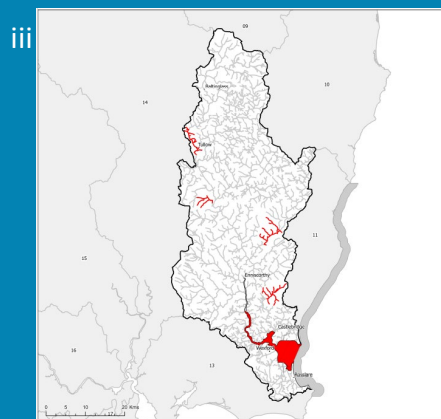 iii
09
Baltinglass
10
14
Tullow
11
15
Enniscorthy
Castlebridge
Wexford
16
13
Rosslare
0 5 10 20 Kms
17